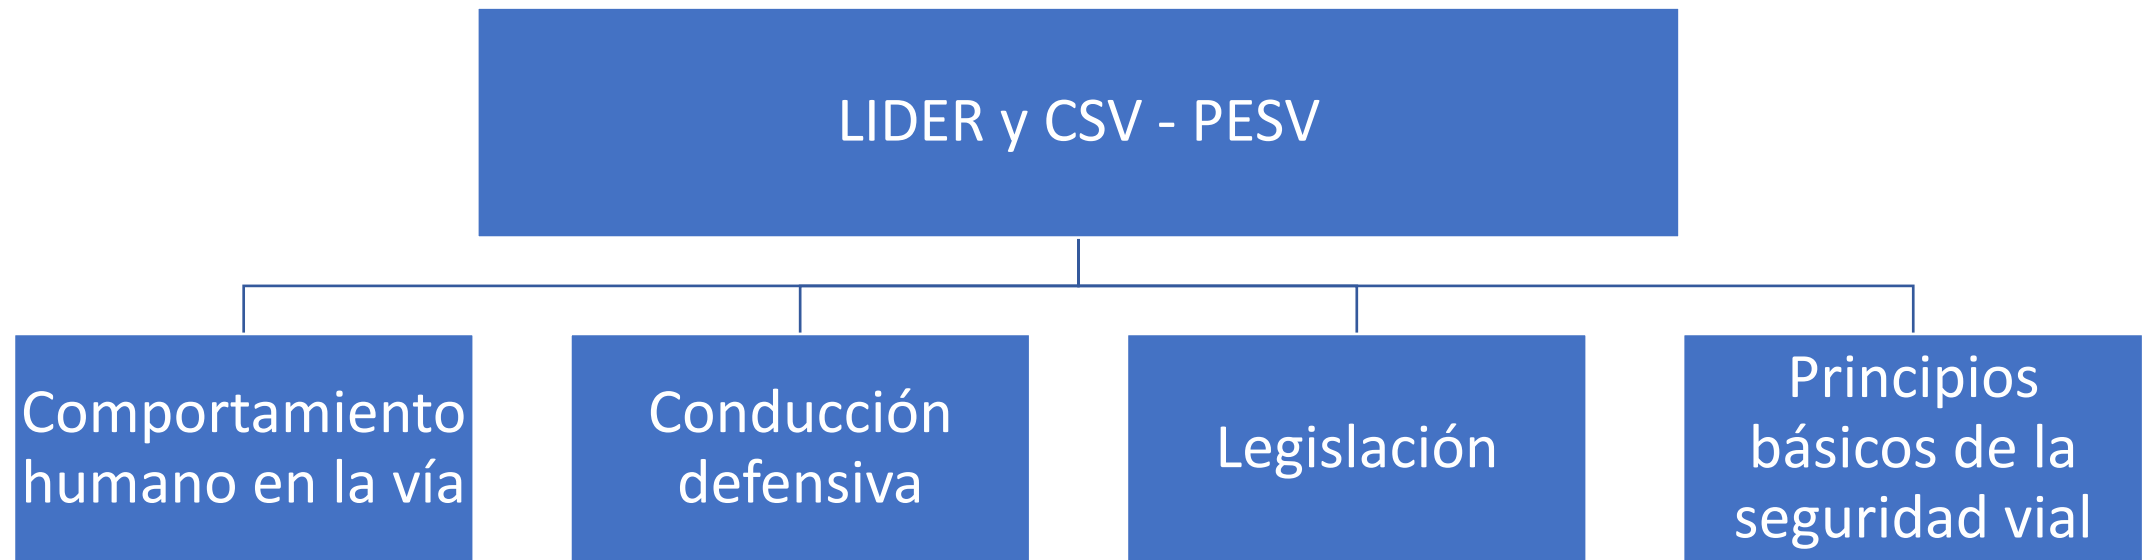 LIDER y CSV - PESV
Comportamiento
humano en la vía
Conducción
defensiva
Legislación
Principios
básicos de la
seguridad vial